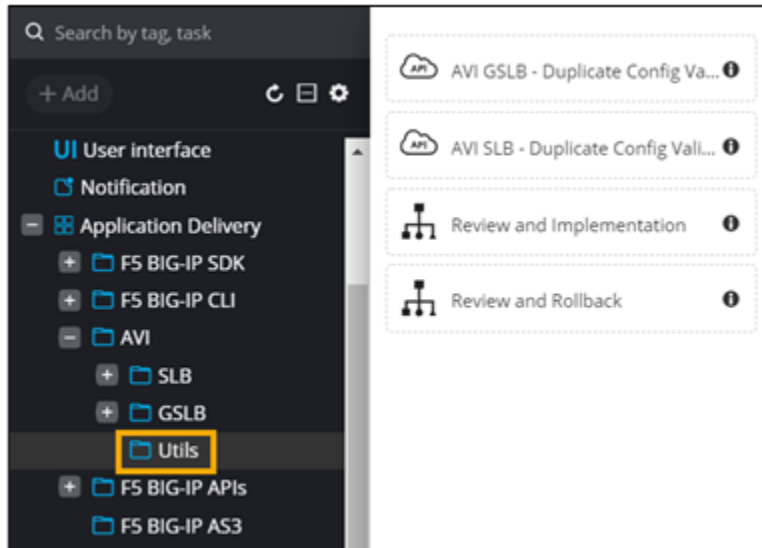 Search by tag, task
+ Add
UI User interface
Notification
Application Delivery
F5 BIG-IP SDK
F5 BIG-IP CLI
AVI
SLB
GSLB
Utils
F5 BIG-IP APIs
F5 BIG-IP AS3
API AVI GSLB - Duplicate Config Va...
API AVI SLB - Duplicate Config Vali...
Review and Implementation
Review and Rollback